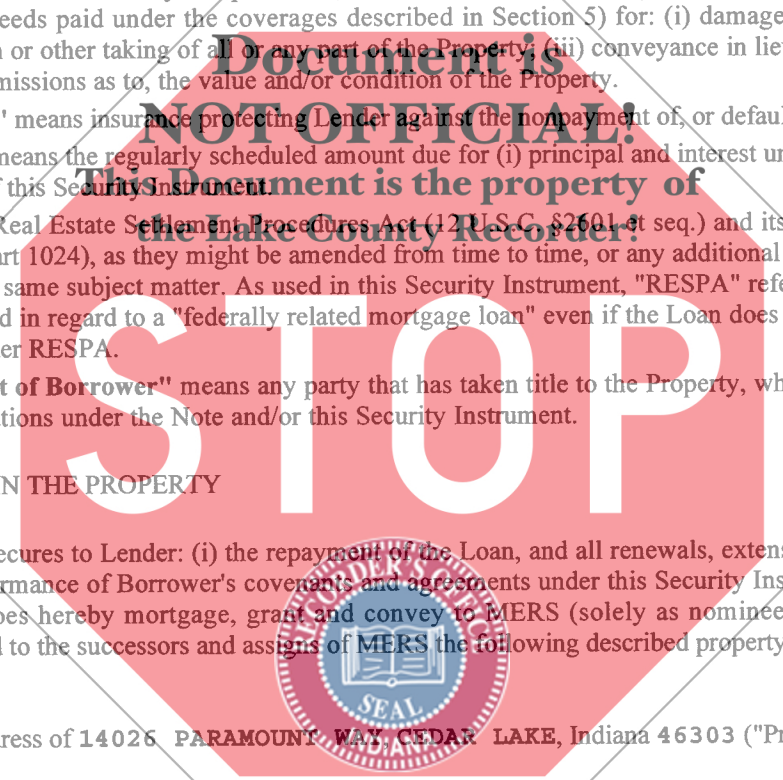 eeds paid under the coverages described in Section 5) for: (i) damage
Document is
or other taking of all or any part of the Property; (iii) conveyance in lie
missions as to, the value and/or condition of the Property.
NOT OFFICIAL!
" means insurance protecting Lender against the nonpayment of, or defaul
means the regularly scheduled amount due for (i) principal and interest un
This Document is the property of
f this Security Instrument.
the Lake County Recorder!
Real Estate Settlement Procedures Act (12 U.S.C. §2601 et seq.) and its
art 1024), as they might be amended from time to time, or any additional
same subject matter. As used in this Security Instrument, "RESPA" refe
d in regard to a "federally related mortgage loan" even if the Loan does
er RESPA.
STOP
t of Borrower" means any party that has taken title to the Property, wh
tions under the Note and/or this Security Instrument.
N THE PROPERTY
ecures to Lender: (i) the repayment of the Loan, and all renewals, extens
rmance of Borrower's covenants and agreements under this Security Ins
oes hereby mortgage, grant and convey to MERS (solely as nominee
to the successors and assigns of MERS the following described property
RECORDER'S OFFICE
SEAL
INDIANA
ress of 14026 PARAMOUNT WAY, CEDAR LAKE, Indiana 46303 ("Pr